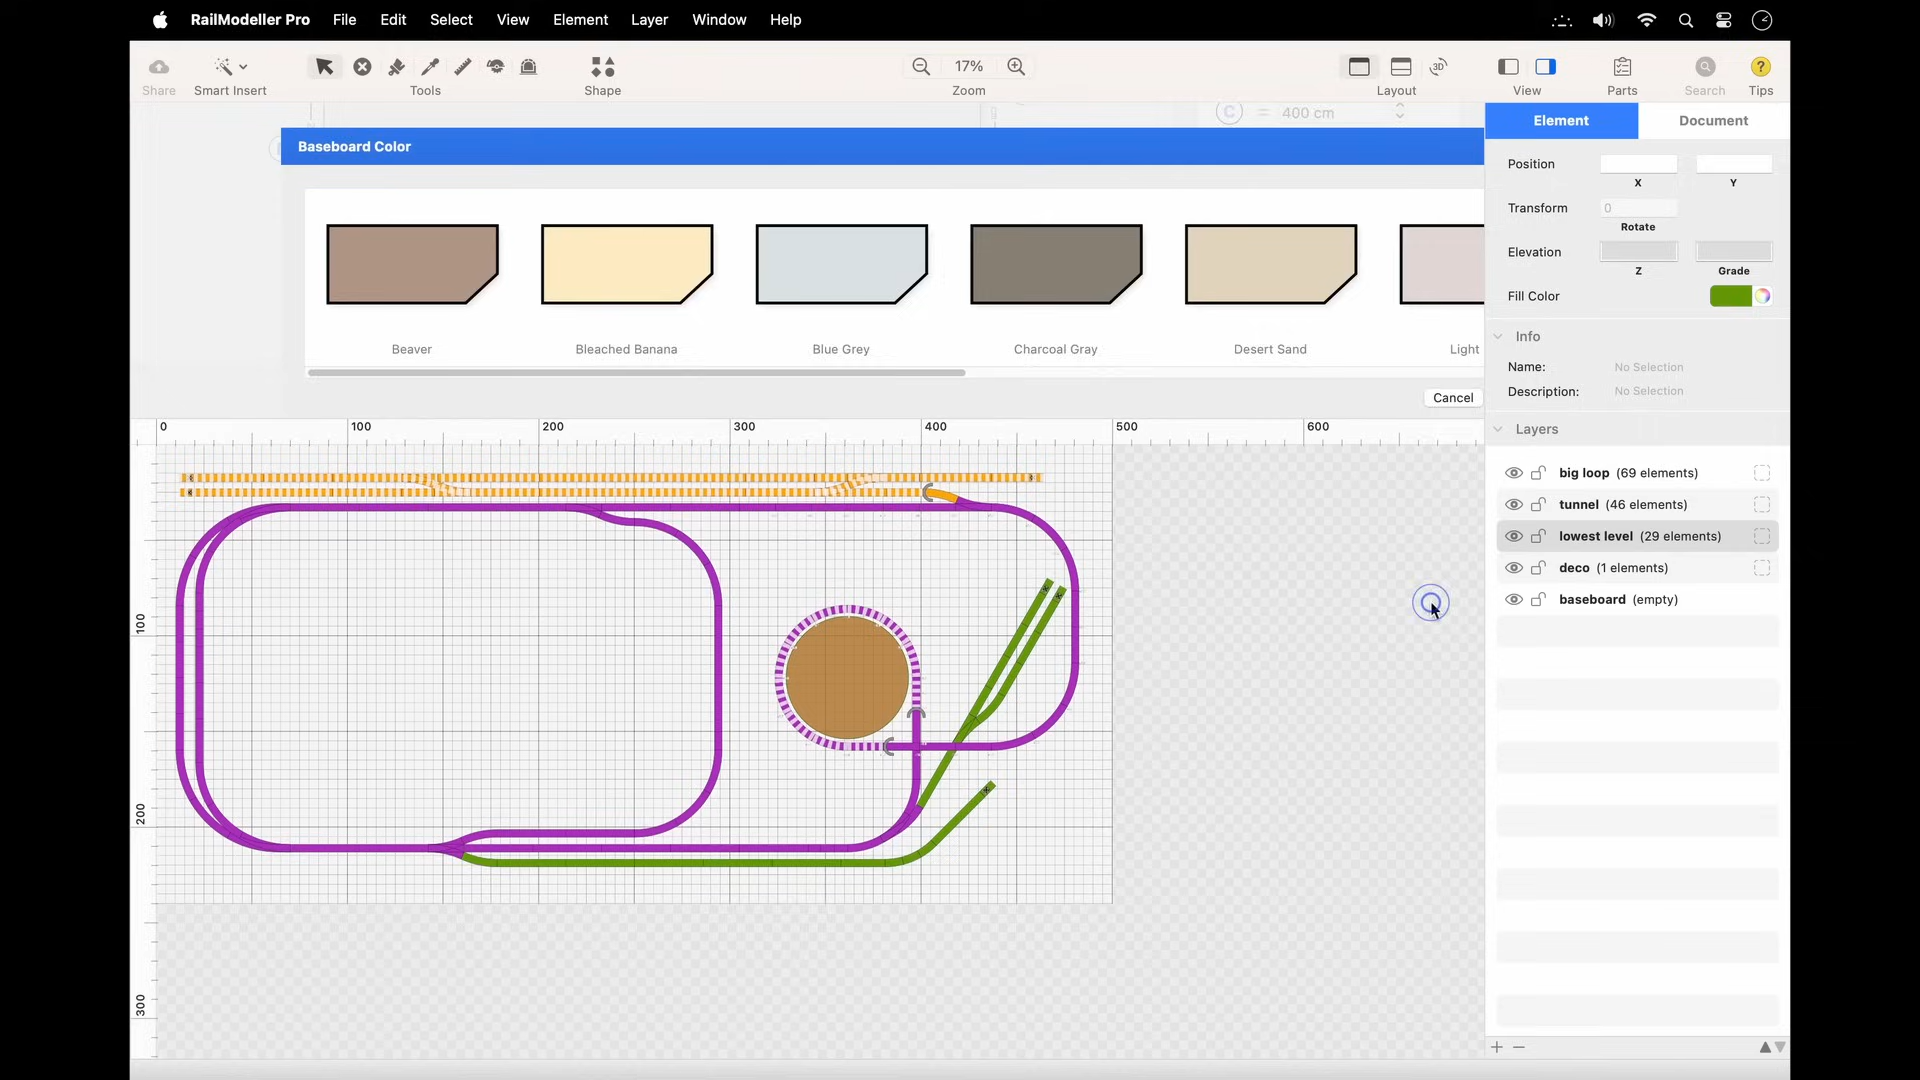 RailModeller Pro File Edit Select View Element Layer Window Help
Share Smart Insert Tools Shape 17% Zoom Layout View Parts Search Tips
3D
C = 400 cm
Baseboard Color
Beaver Bleached Banana Blue Grey Charcoal Gray Desert Sand Light
Cancel
0 100 200 300 400 500 600
100
200
300
Element Document
Position
X Y
Transform 0
Rotate
Elevation
Z Grade
Fill Color
Info
Name: No Selection
Description: No Selection
Layers
big loop (69 elements)
tunnel (46 elements)
lowest level (29 elements)
deco (1 elements)
baseboard (empty)